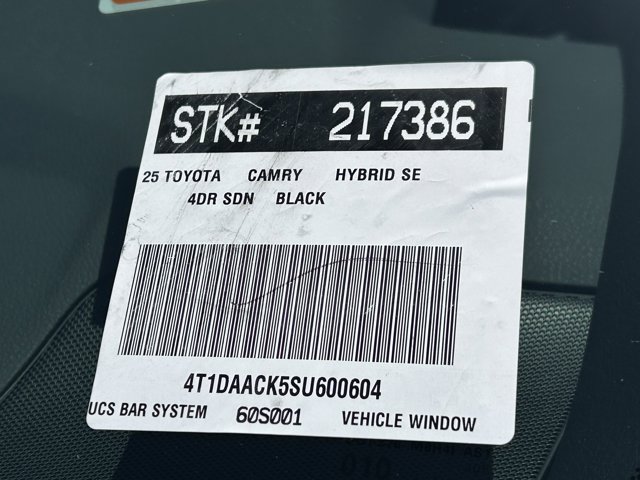 STK# 217386
25 TOYOTA CAMRY HYBRID SE
4DR SDN BLACK
4T1DAACK5SU600604
UCS BAR SYSTEM 60S001 VEHICLE WINDOW